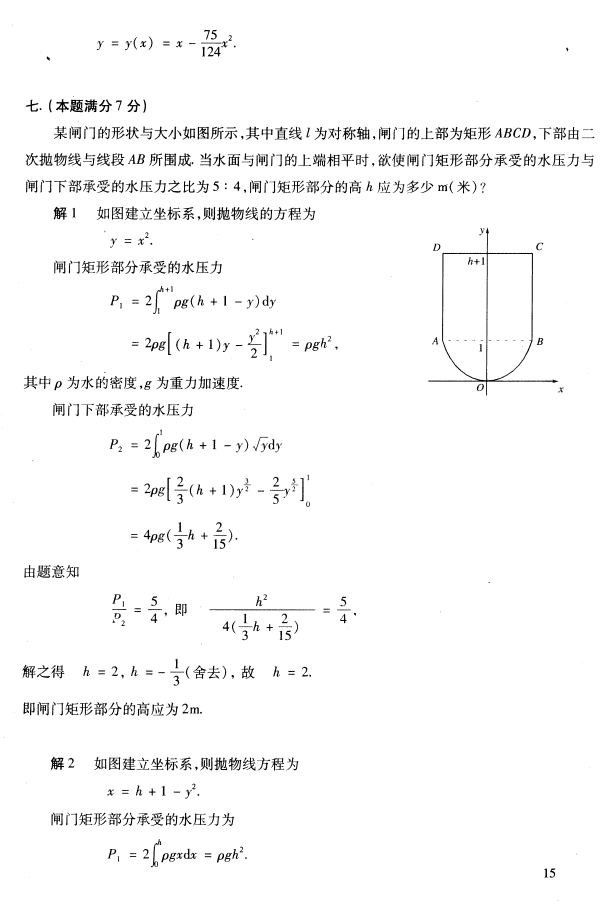 y = y(x) = x - 75/124 x².
七. (本题满分 7 分)
某闸门的形状与大小如图所示,其中直线 l 为对称轴,闸门的上部为矩形 ABCD,下部由二
次抛物线与线段 AB 所围成. 当水面与闸门的上端相平时,欲使闸门矩形部分承受的水压力与
闸门下部承受的水压力之比为 5 : 4,闸门矩形部分的高 h 应为多少 m(米)?
解 1 如图建立坐标系,则抛物线的方程为
y = x².
闸门矩形部分承受的水压力
P₁ = 2∫₁^(h+1) ρg(h + 1 - y)dy
= 2ρg[(h + 1)y - y²/2]₁^(h+1) = ρgh²,
其中 ρ 为水的密度,g 为重力加速度.
闸门下部承受的水压力
P₂ = 2∫₀^1 ρg(h + 1 - y)√y dy
= 2ρg[2/3(h + 1)y^(3/2) - 2/5 y^(5/2)]₀^1
= 4ρg(1/3 h + 2/15).
由题意知
P₁/P₂ = 5/4, 即 h²/(4(1/3 h + 2/15)) = 5/4,
解之得 h = 2, h = -1/3 (舍去), 故 h = 2.
即闸门矩形部分的高应为 2m.
解 2 如图建立坐标系,则抛物线方程为
x = h + 1 - y².
闸门矩形部分承受的水压力为
P₁ = 2∫₀^h ρgxdx = ρgh².
15
y
D
C
h+1
A
1
B
O
x